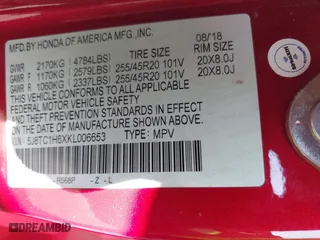 MFD. BY HONDA OF AMERICA MFG., INC. 08/18
TIRE SIZE RIM SIZE
GVWR 2170KG (4784LBS)
GAWR F 1170KG (2579LBS) 255/45R20 101V 20X8.0J
GAWR R 1060KG (2337LBS) 255/45R20 101V 20X8.0J
THIS VEHICLE CONFORMS TO ALL APPLICABLE
FEDERAL MOTOR VEHICLE SAFETY, BUMPER, AND
THEFT PREVENTION STANDARDS IN EFFECT ON THE
DATE OF MANUFACTURE SHOWN ABOVE.
V.I.N.: 5J8TC1H6XKL006653 TYPE: MPV
R568P - Z - L
DREAMBID